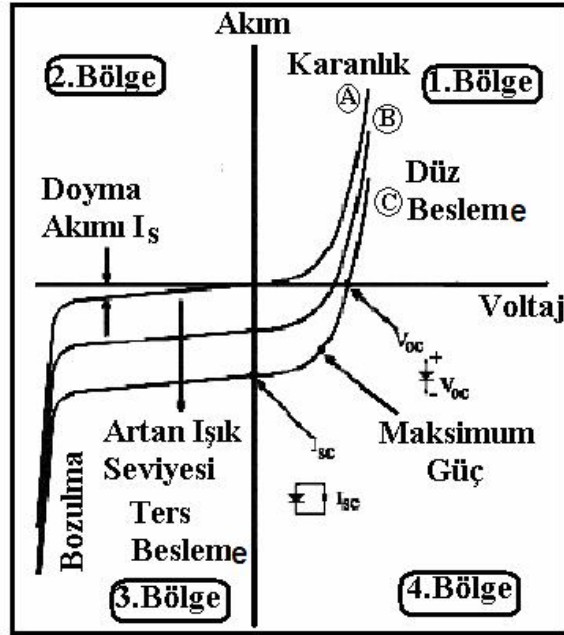 Akım
2.Bölge
Karanlık
1.Bölge
A
B
C
Düz
Besleme
Doyma
Akımı Is
Voltaj
Voc
+
Voc
-
Artan Işık
Seviyesi
Isc
Maksimum
Güç
Bozulma
Ters
Besleme
Isc
3.Bölge
4.Bölge